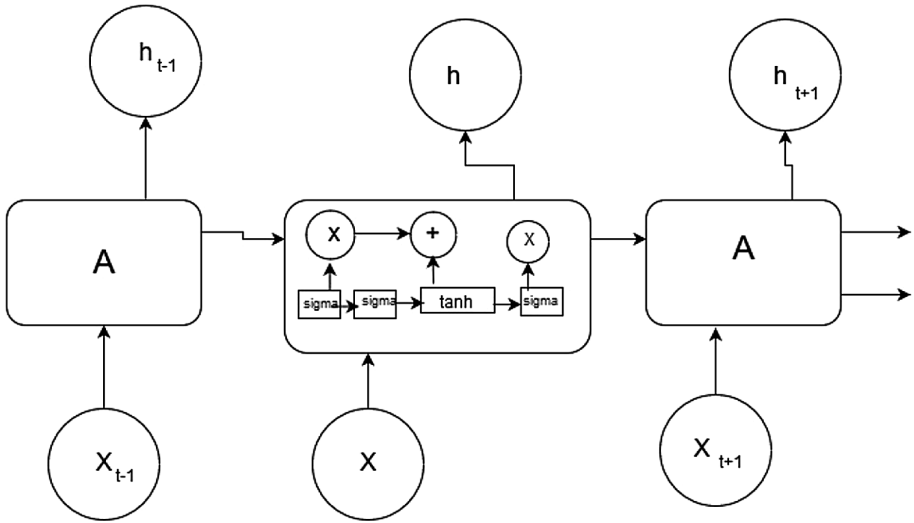 h t-1
h
h t+1
A
x
+
x
A
sigma
sigma
tanh
sigma
X t-1
X
X t+1